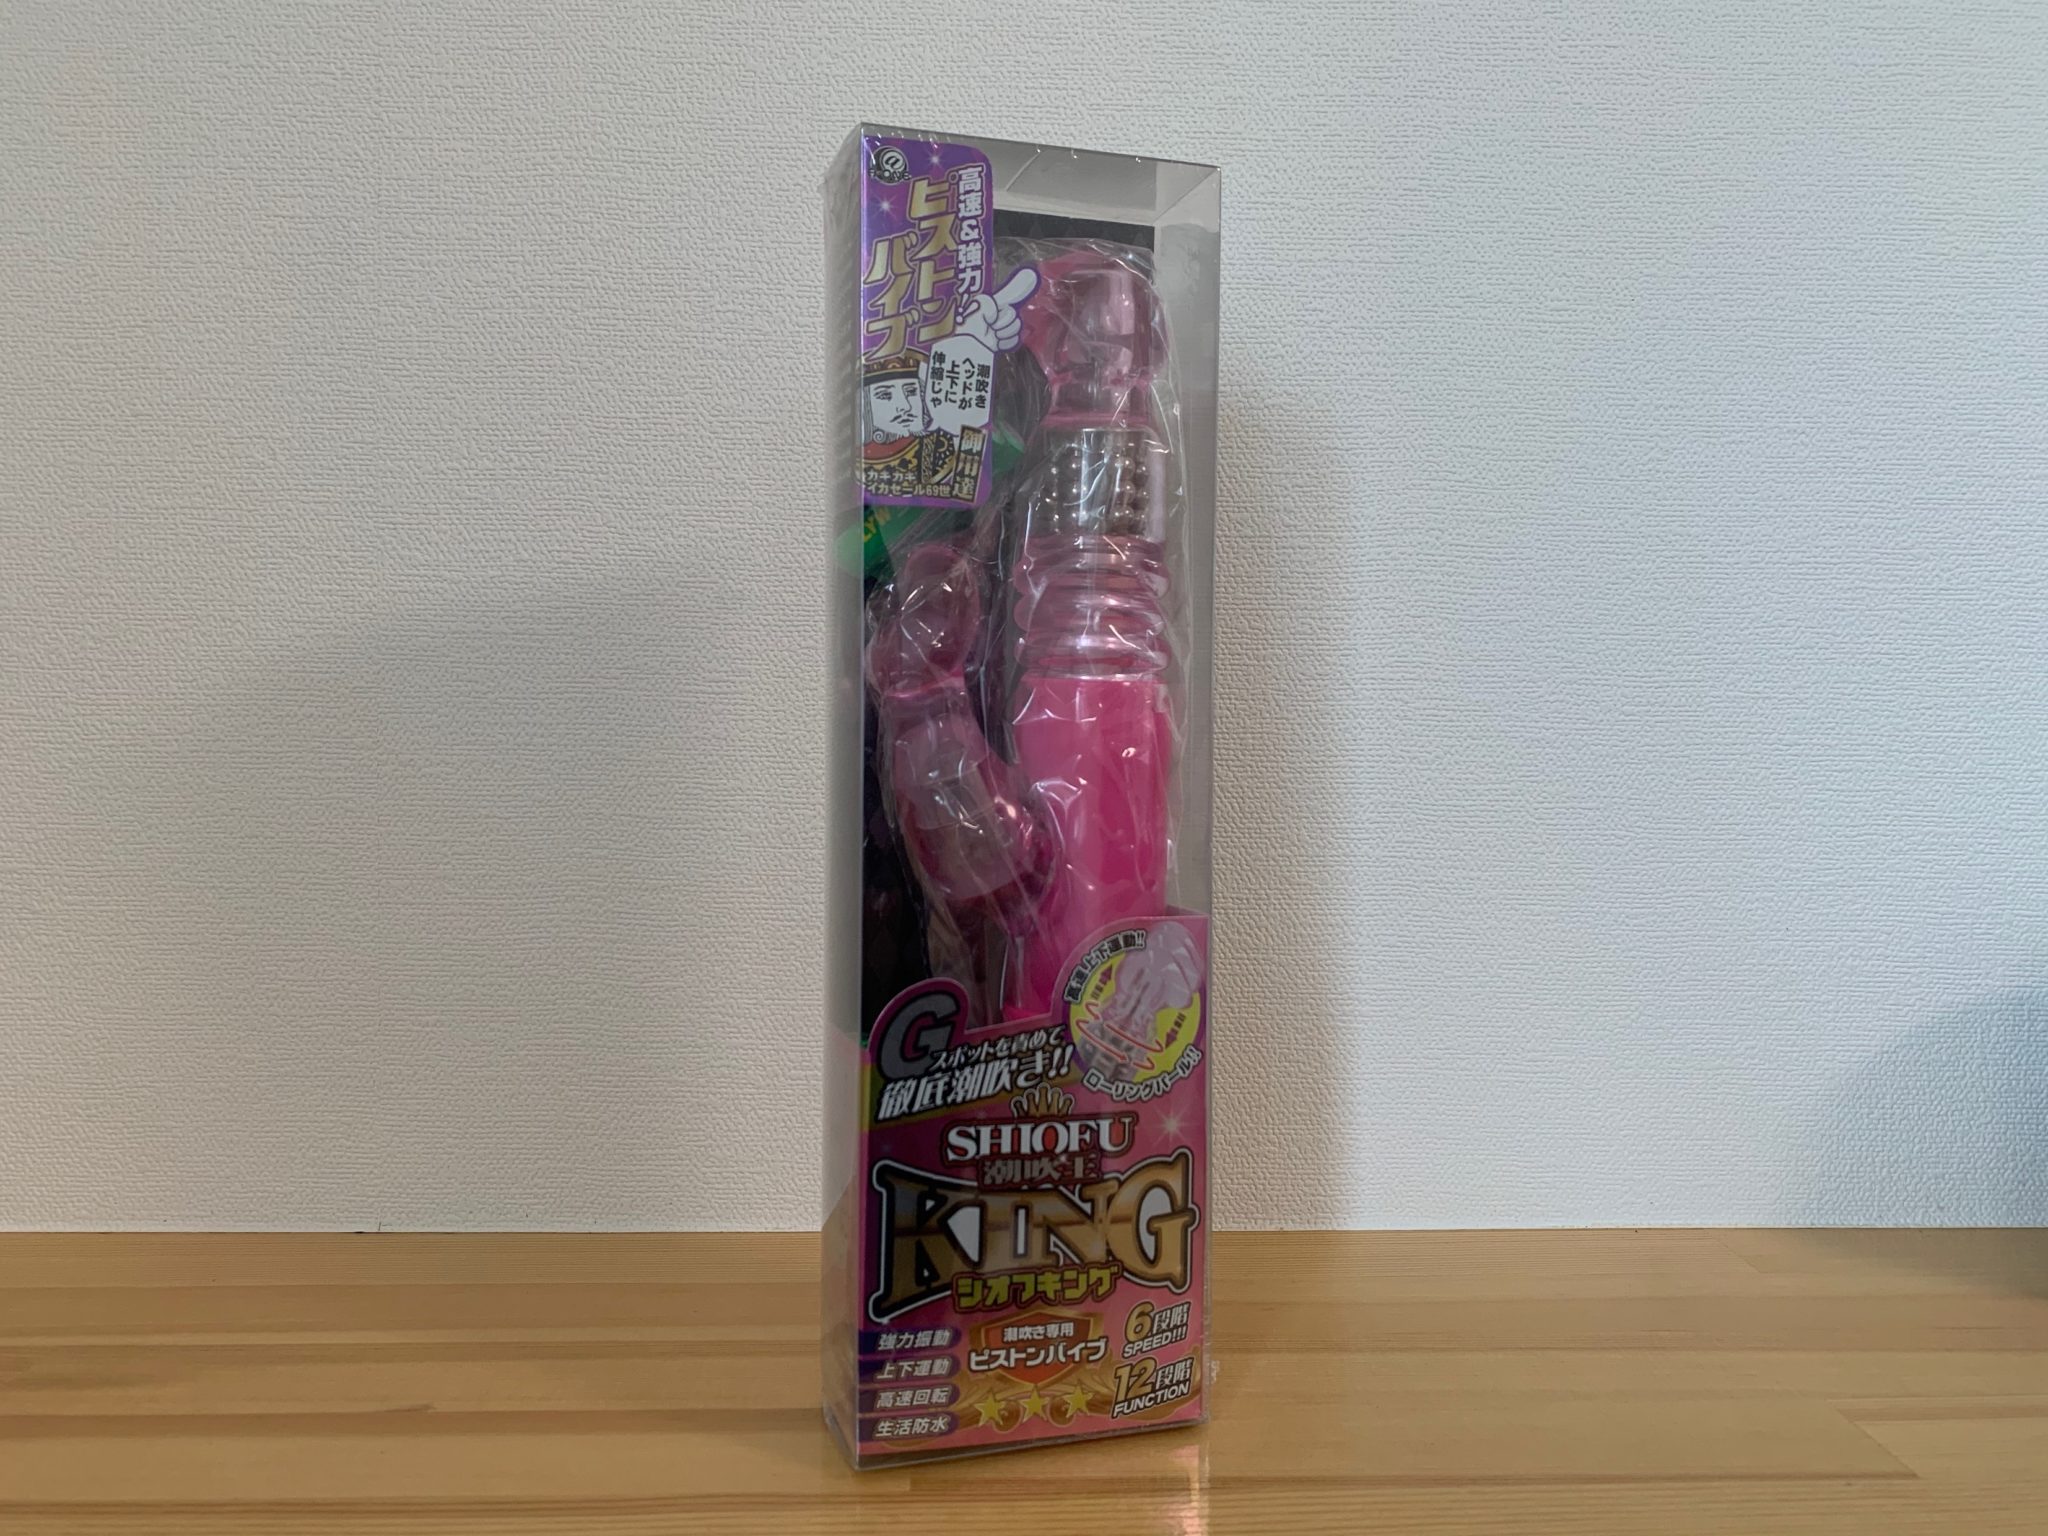 高速&強力!!
ピストン
バイブ
潮吹き
ヘッドが
上下に
伸縮じゃ
御用達
カキカキ
イカセール69世
高速上下運動!!
ローリングパール!!
Gスポットを責めて
徹底潮吹き!!
SHIOFU
潮吹王
KING
シオフキング
強力振動
上下運動
高速回転
生活防水
潮吹き専用
ピストンバイブ
6段階
SPEED!!!
12段階
FUNCTION